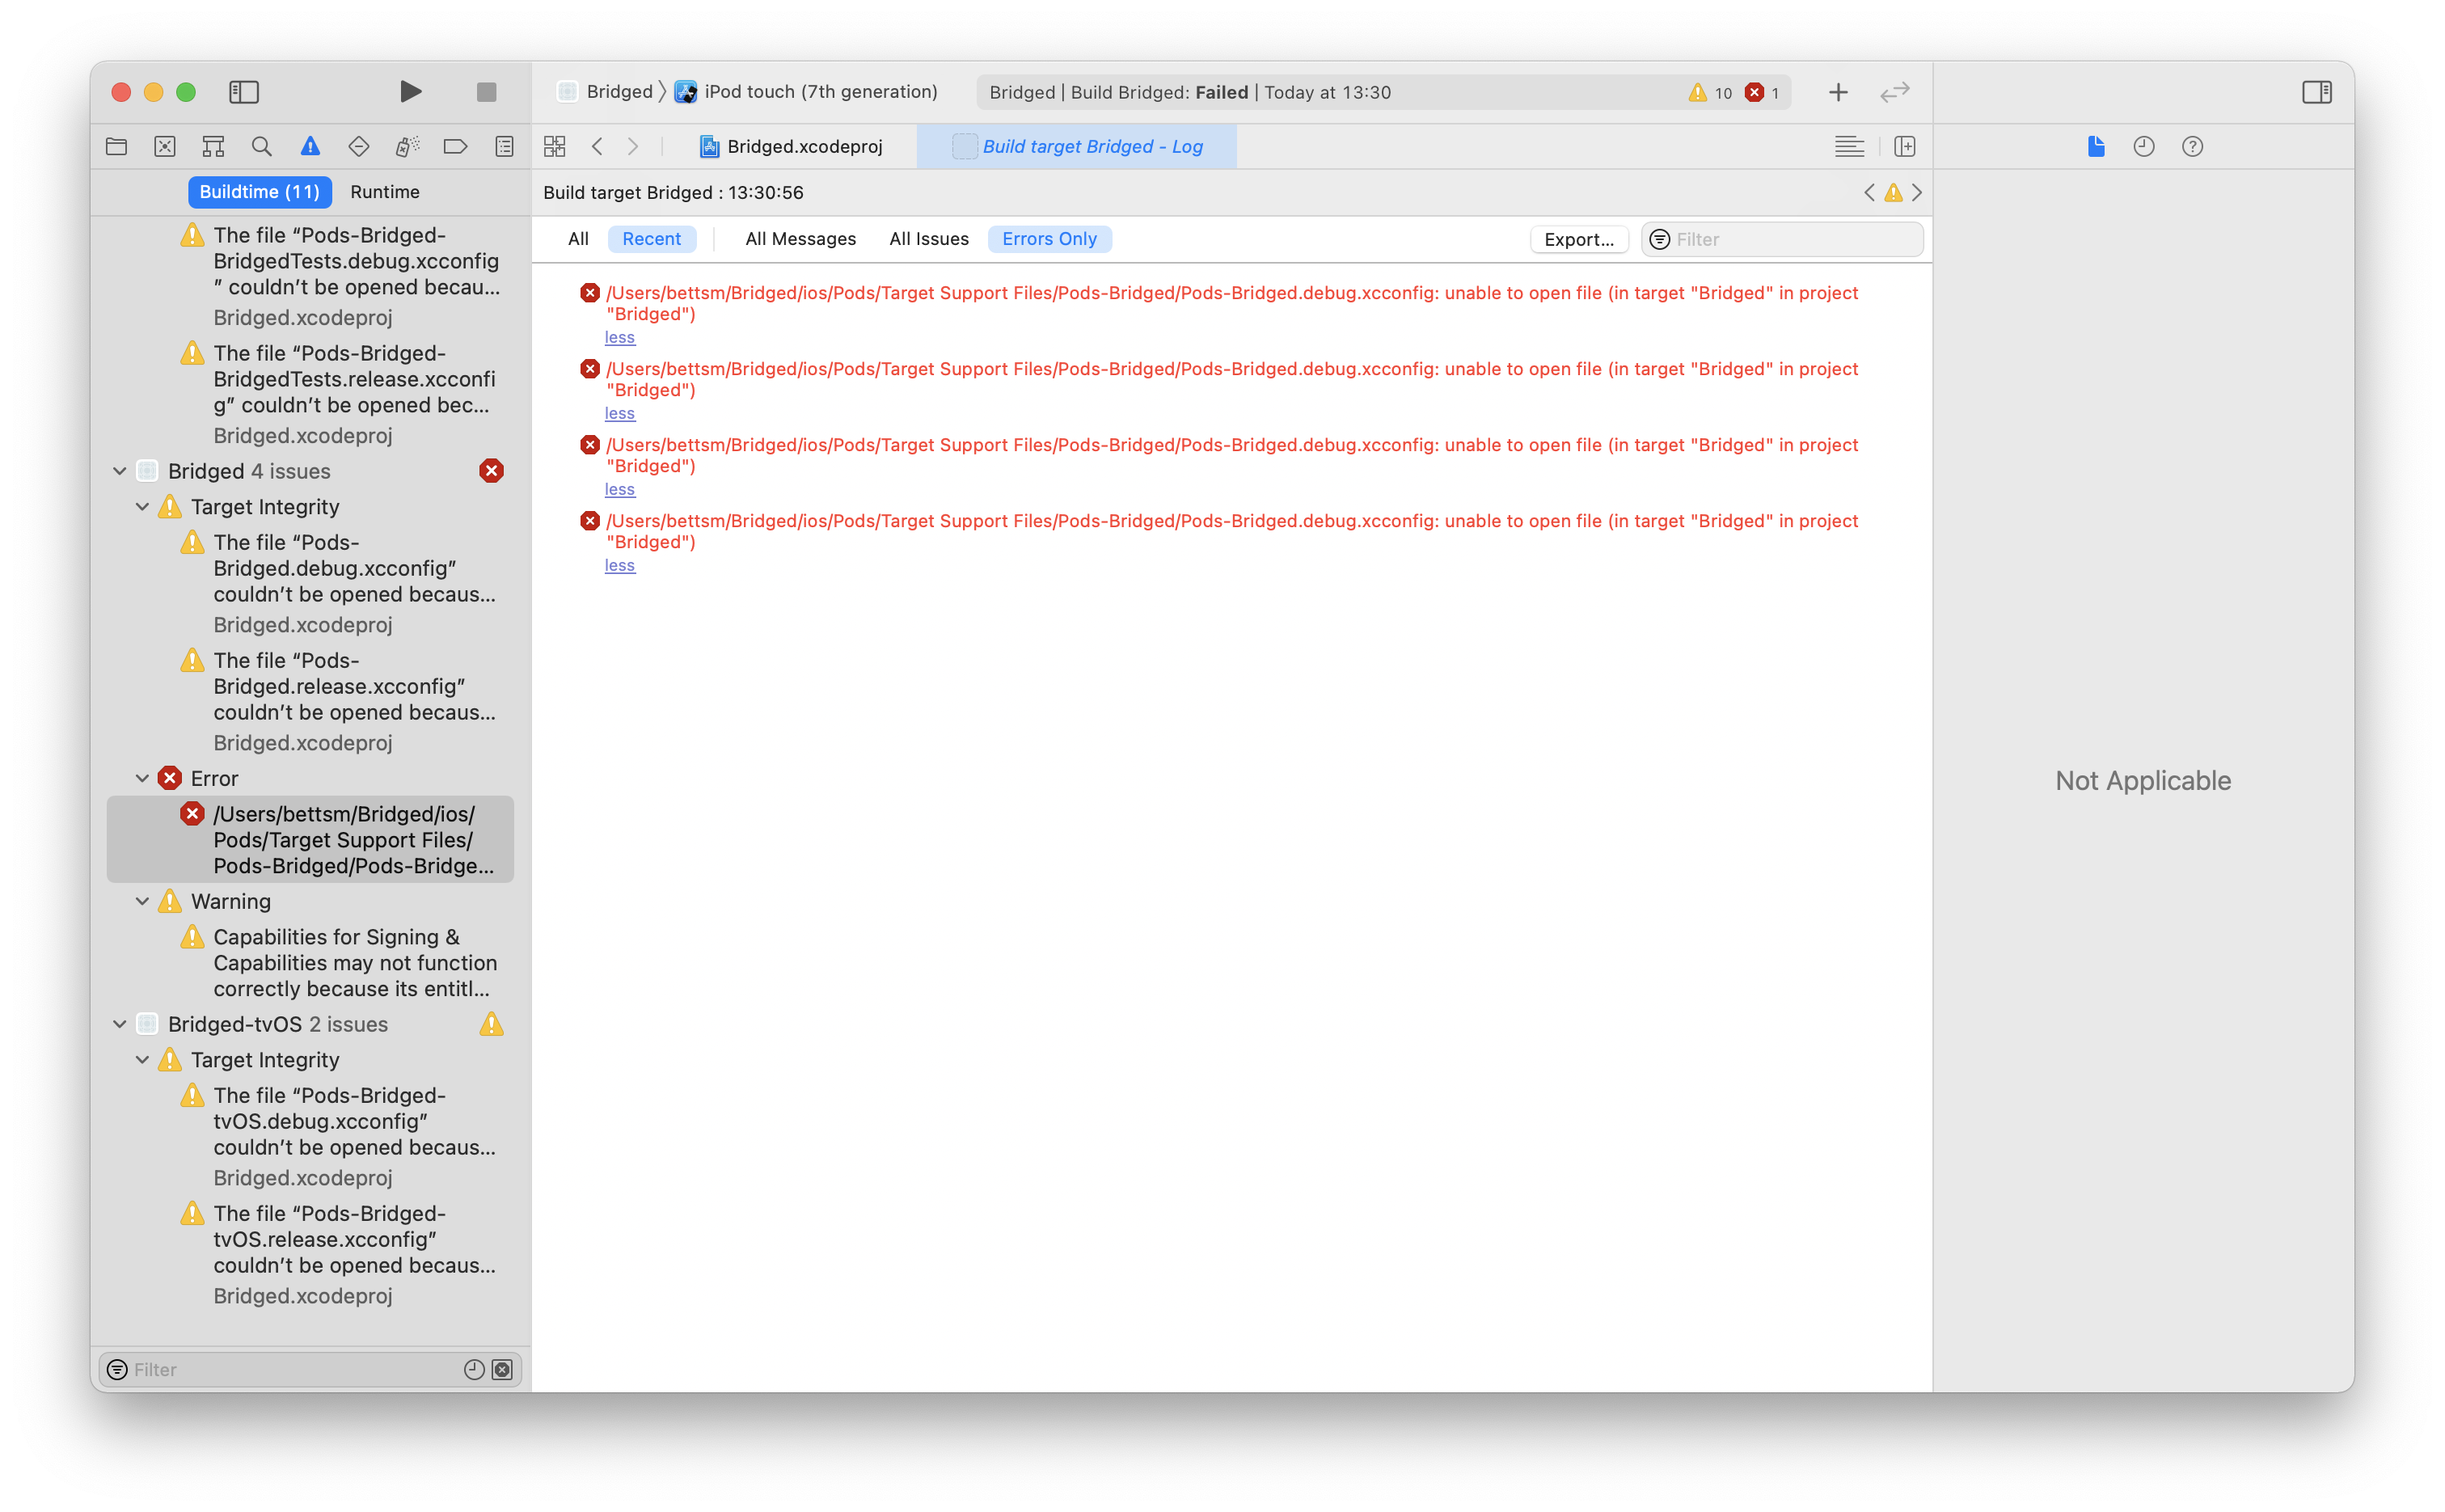 Bridged
iPod touch (7th generation)
Bridged | Build Bridged: Failed | Today at 13:30
10
1
Bridged.xcodeproj
Build target Bridged - Log
Buildtime (11)
Runtime
Build target Bridged : 13:30:56
All
Recent
All Messages
All Issues
Errors Only
Export...
Filter
The file “Pods-Bridged-
BridgedTests.debug.xcconfig
” couldn’t be opened becau...
Bridged.xcodeproj
The file “Pods-Bridged-
BridgedTests.release.xcconfi
g” couldn’t be opened bec...
Bridged.xcodeproj
Bridged 4 issues
Target Integrity
The file “Pods-
Bridged.debug.xcconfig”
couldn’t be opened becaus...
Bridged.xcodeproj
The file “Pods-
Bridged.release.xcconfig”
couldn’t be opened becaus...
Bridged.xcodeproj
Error
/Users/bettsm/Bridged/ios/
Pods/Target Support Files/
Pods-Bridged/Pods-Bridge...
Warning
Capabilities for Signing &
Capabilities may not function
correctly because its entitl...
Bridged-tvOS 2 issues
Target Integrity
The file “Pods-Bridged-
tvOS.debug.xcconfig”
couldn’t be opened becaus...
Bridged.xcodeproj
The file “Pods-Bridged-
tvOS.release.xcconfig”
couldn’t be opened becaus...
Bridged.xcodeproj
Filter
/Users/bettsm/Bridged/ios/Pods/Target Support Files/Pods-Bridged/Pods-Bridged.debug.xcconfig: unable to open file (in target "Bridged" in project
"Bridged")
less
/Users/bettsm/Bridged/ios/Pods/Target Support Files/Pods-Bridged/Pods-Bridged.debug.xcconfig: unable to open file (in target "Bridged" in project
"Bridged")
less
/Users/bettsm/Bridged/ios/Pods/Target Support Files/Pods-Bridged/Pods-Bridged.debug.xcconfig: unable to open file (in target "Bridged" in project
"Bridged")
less
/Users/bettsm/Bridged/ios/Pods/Target Support Files/Pods-Bridged/Pods-Bridged.debug.xcconfig: unable to open file (in target "Bridged" in project
"Bridged")
less
Not Applicable